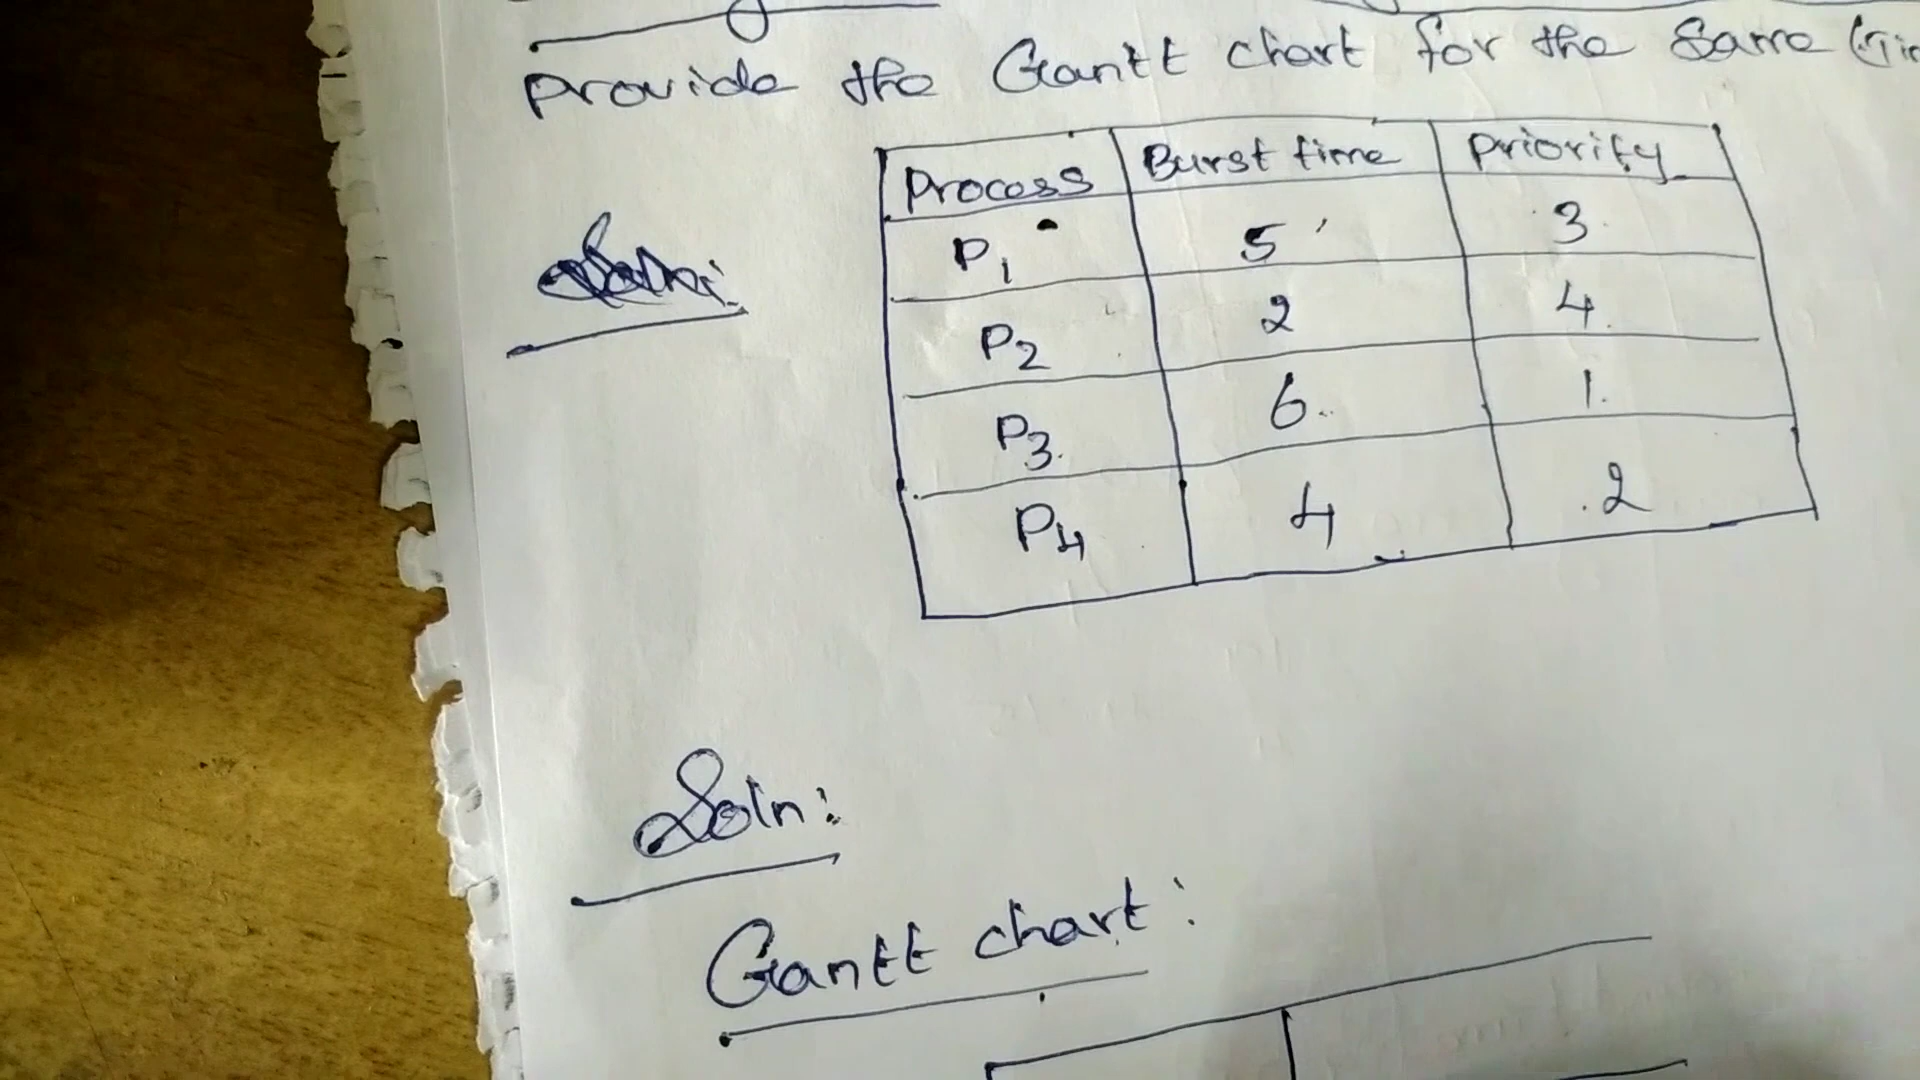 Provide the Gantt chart for the same
Process Burst time Priority
P1 5 3
P2 2 4
P3 6 1
P4 4 2
Soln:
Gantt chart: